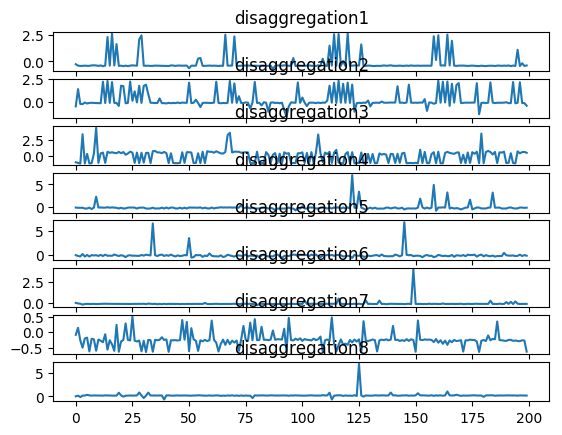 disaggregation1
2.5
0.0
disaggregation2
2.5
0.0
disaggregation3
2.5
0.0
disaggregation4
5
0
disaggregation5
5
0
disaggregation6
2.5
0.0
disaggregation7
0.5
0.0
−0.5
disaggregation8
5
0
0 25 50 75 100 125 150 175 200